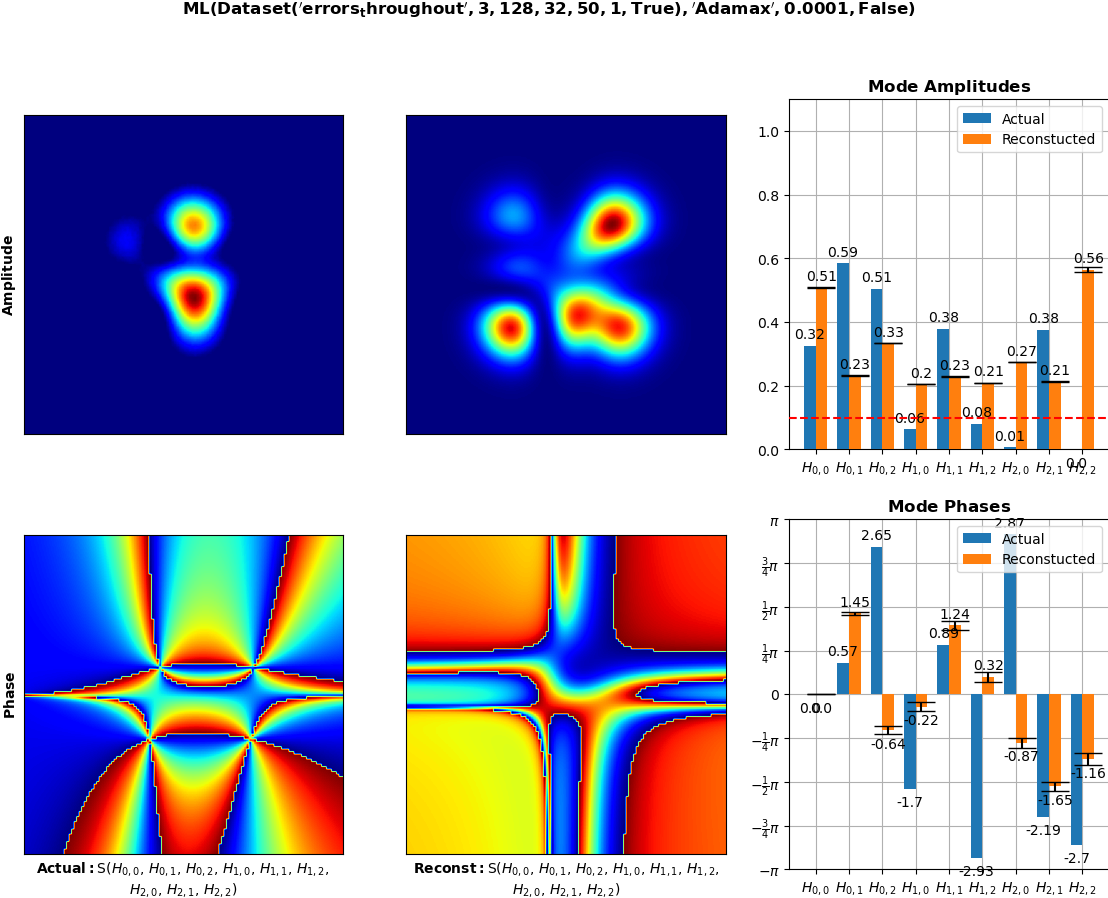 ML(Dataset('errors_throughout', 3, 128, 32, 50, 1, True), 'Adamax', 0.0001, False)
Amplitude
Mode Amplitudes
Actual
Reconstucted
1.0
0.8
0.6
0.4
0.2
0.0
0.32
0.51
0.59
0.23
0.51
0.33
0.06
0.2
0.38
0.23
0.08
0.21
0.01
0.27
0.38
0.21
0.0
0.56
H0,0 H0,1 H0,2 H1,0 H1,1 H1,2 H2,0 H2,1 H2,2
Phase
Mode Phases
Actual
Reconstucted
π
3/4π
1/2π
1/4π
0
−1/4π
−1/2π
−3/4π
−π
0.0
0.0
0.57
1.45
2.65
-0.64
-1.7
-0.22
0.89
1.24
-2.93
0.32
2.87
-0.87
-2.19
-1.65
-2.7
-1.16
H0,0 H0,1 H0,2 H1,0 H1,1 H1,2 H2,0 H2,1 H2,2
Actual: S(H0,0, H0,1, H0,2, H1,0, H1,1, H1,2,
H2,0, H2,1, H2,2)
Reconst: S(H0,0, H0,1, H0,2, H1,0, H1,1, H1,2,
H2,0, H2,1, H2,2)